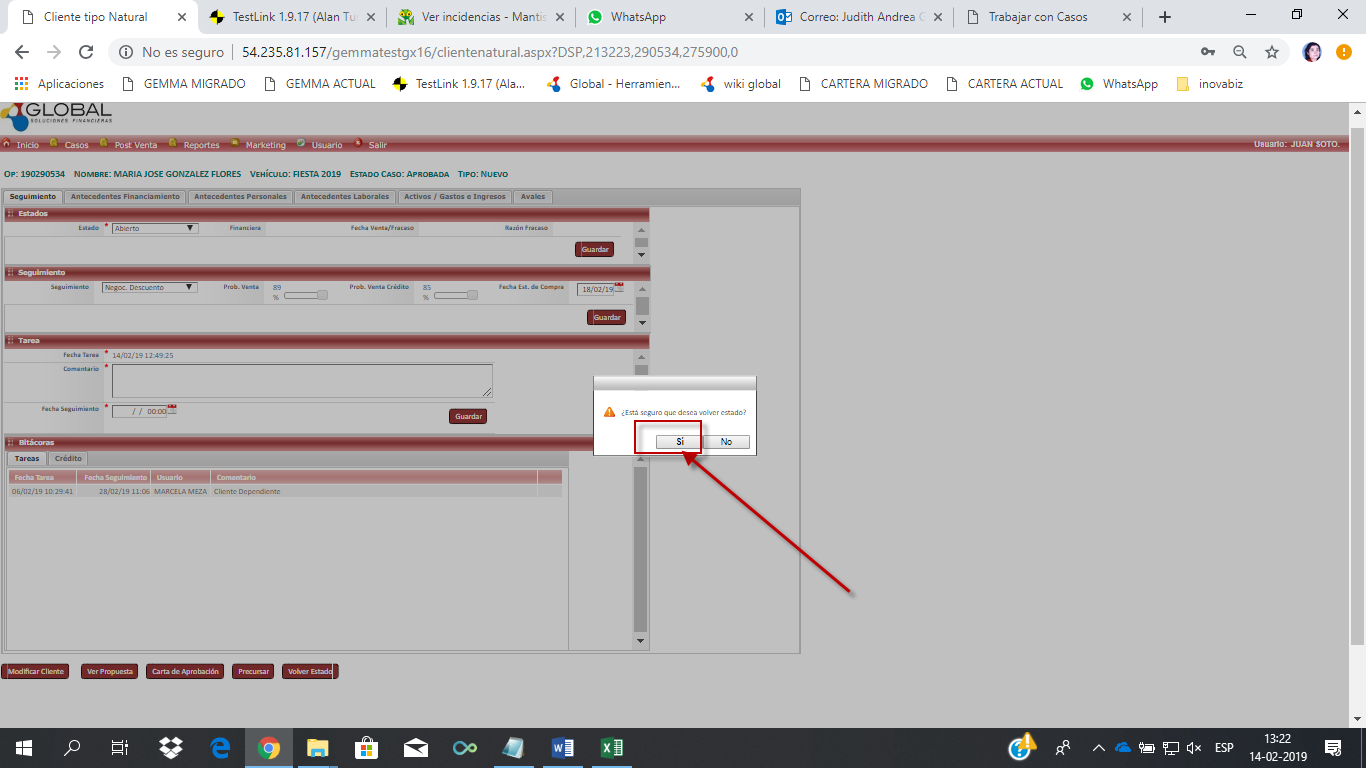 Cliente tipo Natural
TestLink 1.9.17 (Alan Tu
Ver incidencias - Mantis
WhatsApp
Correo: Judith Andrea G
Trabajar con Casos
No es seguro | 54.235.81.157/gemmatestgx16/clientenatural.aspx?DSP,213223,290534,275900,0
Aplicaciones GEMMA MIGRADO GEMMA ACTUAL TestLink 1.9.17 (Ala... Global - Herramien... wiki global CARTERA MIGRADO CARTERA ACTUAL WhatsApp inovabiz
GLOBAL
SOLUCIONES FINANCIERAS
Inicio Casos Post Venta Reportes Marketing Usuario Salir Usuario: JUAN SOTO.
Op: 190290534 Nombre: MARIA JOSE GONZALEZ FLORES Vehículo: FIESTA 2019 Estado Caso: Aprobada Tipo: Nuevo
Seguimiento Antecedentes Financiamiento Antecedentes Personales Antecedentes Laborales Activos / Gastos e Ingresos Avales
Estados
Estado * Abierto Financiera Fecha Venta/Fracaso Razón Fracaso
Guardar
Seguimiento
Seguimiento Negoc. Descuento Prob. Venta 89 % Prob. Venta Crédito 85 % Fecha Est. de Compra 18/02/19
Guardar
Tarea
Fecha Tarea * 14/02/19 12:49:25
Comentario *
Fecha Seguimiento * / / 00:00
Guardar
¿Está seguro que desea volver estado?
Si No
Bitácoras
Tareas Crédito
Fecha Tarea Fecha Seguimiento Usuario Comentario
06/02/19 10:29:41 28/02/19 11:06 MARCELA MEZA Cliente Dependiente
Modificar Cliente Ver Propuesta Carta de Aprobación Precursar Volver Estado
ESP
13:22
14-02-2019